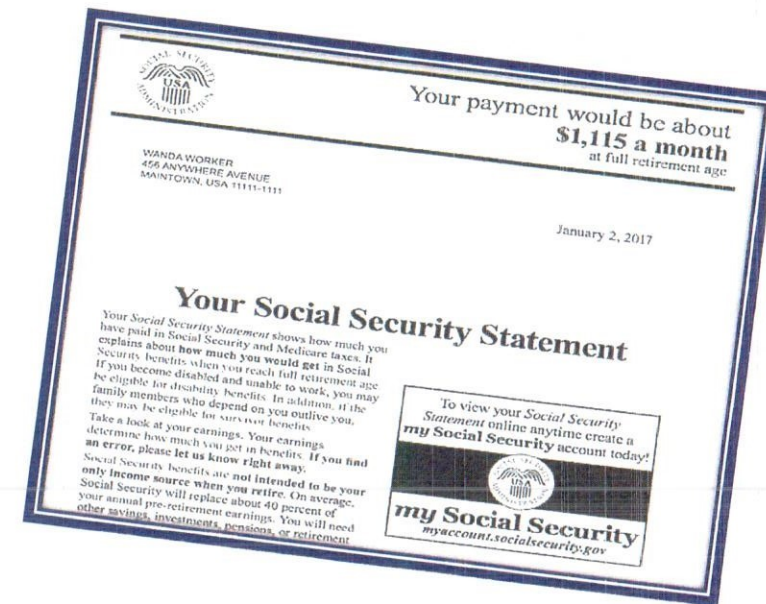 SOCIAL SECURITY
USA
ADMINISTRATION
Your payment would be about
$1,115 a month
at full retirement age
WANDA WORKER
456 ANYWHERE AVENUE
MAINTOWN, USA 11111-1111
January 2, 2017
Your Social Security Statement
Your Social Security Statement shows how much you
have paid in Social Security and Medicare taxes. It
explains about how much you would get in Social
Security benefits when you reach full retirement age
If you become disabled and unable to work, you may
be eligible for disability benefits. In addition, if the
family members who depend on you outlive you,
they may be eligible for survivor benefits
Take a look at your earnings. Your earnings
determine how much you get in benefits. If you find
an error, please let us know right away.
Social Security benefits are not intended to be your
only income source when you retire. On average,
Social Security will replace about 40 percent of
your annual pre-retirement earnings. You will need
other savings, investments, pensions, or retirement
To view your Social Security
Statement online anytime create a
my Social Security account today!
SOCIAL SECURITY
USA
ADMINISTRATION
my Social Security
myaccount.socialsecurity.gov